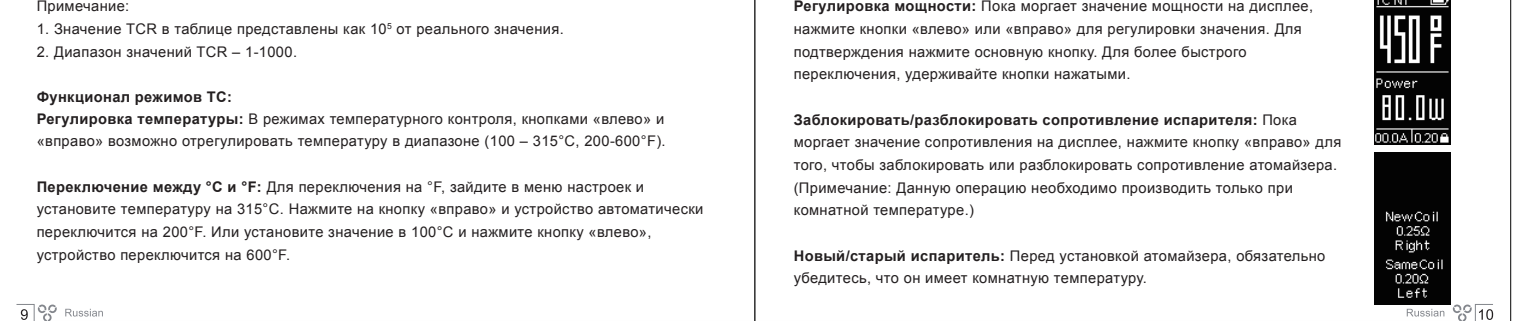 Примечание:
1. Значение TCR в таблице представлены как 10⁵ от реального значения.
2. Диапазон значений TCR – 1-1000.
Функционал режимов ТС:
Регулировка температуры: В режимах температурного контроля, кнопками «влево» и
«вправо» возможно отрегулировать температуру в диапазоне (100 – 315°C, 200-600°F).
Переключение между °C и °F: Для переключения на °F, зайдите в меню настроек и
установите температуру на 315°C. Нажмите на кнопку «вправо» и устройство автоматически
переключится на 200°F. Или установите значение в 100°C и нажмите кнопку «влево»,
устройство переключится на 600°F.
9 Russian
Регулировка мощности: Пока моргает значение мощности на дисплее,
нажмите кнопки «влево» или «вправо» для регулировки значения. Для
подтверждения нажмите основную кнопку. Для более быстрого
переключения, удерживайте кнопки нажатыми.
Заблокировать/разблокировать сопротивление испарителя: Пока
моргает значение сопротивления на дисплее, нажмите кнопку «вправо» для
того, чтобы заблокировать или разблокировать сопротивление атомайзера.
(Примечание: Данную операцию необходимо производить только при
комнатной температуре.)
Новый/старый испаритель: Перед установкой атомайзера, обязательно
убедитесь, что он имеет комнатную температуру.
TC NI
450 °F
Power
80.0W
00.0A 0.20
New Coil
0.25Ω
Right
Same Coil
0.20Ω
Left
Russian 10